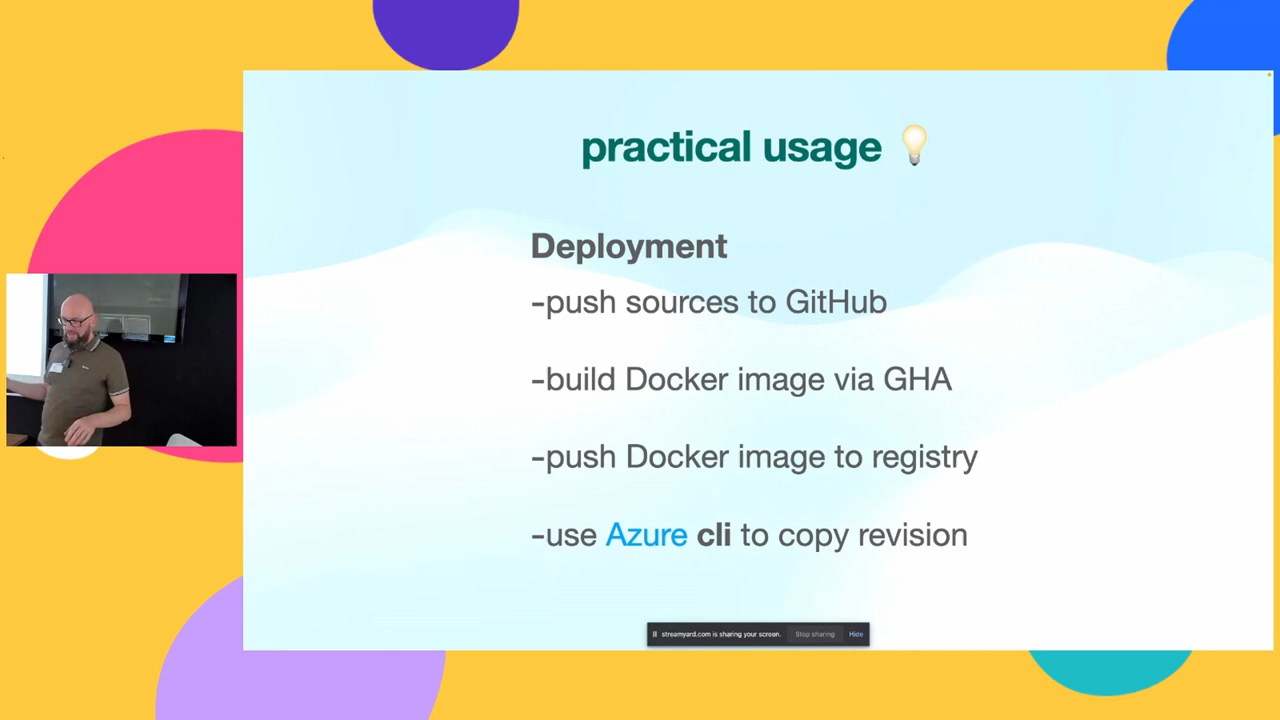 practical usage 💡
Deployment
-push sources to GitHub
-build Docker image via GHA
-push Docker image to registry
-use Azure cli to copy revision
streamyard.com is sharing your screen. Stop sharing Hide